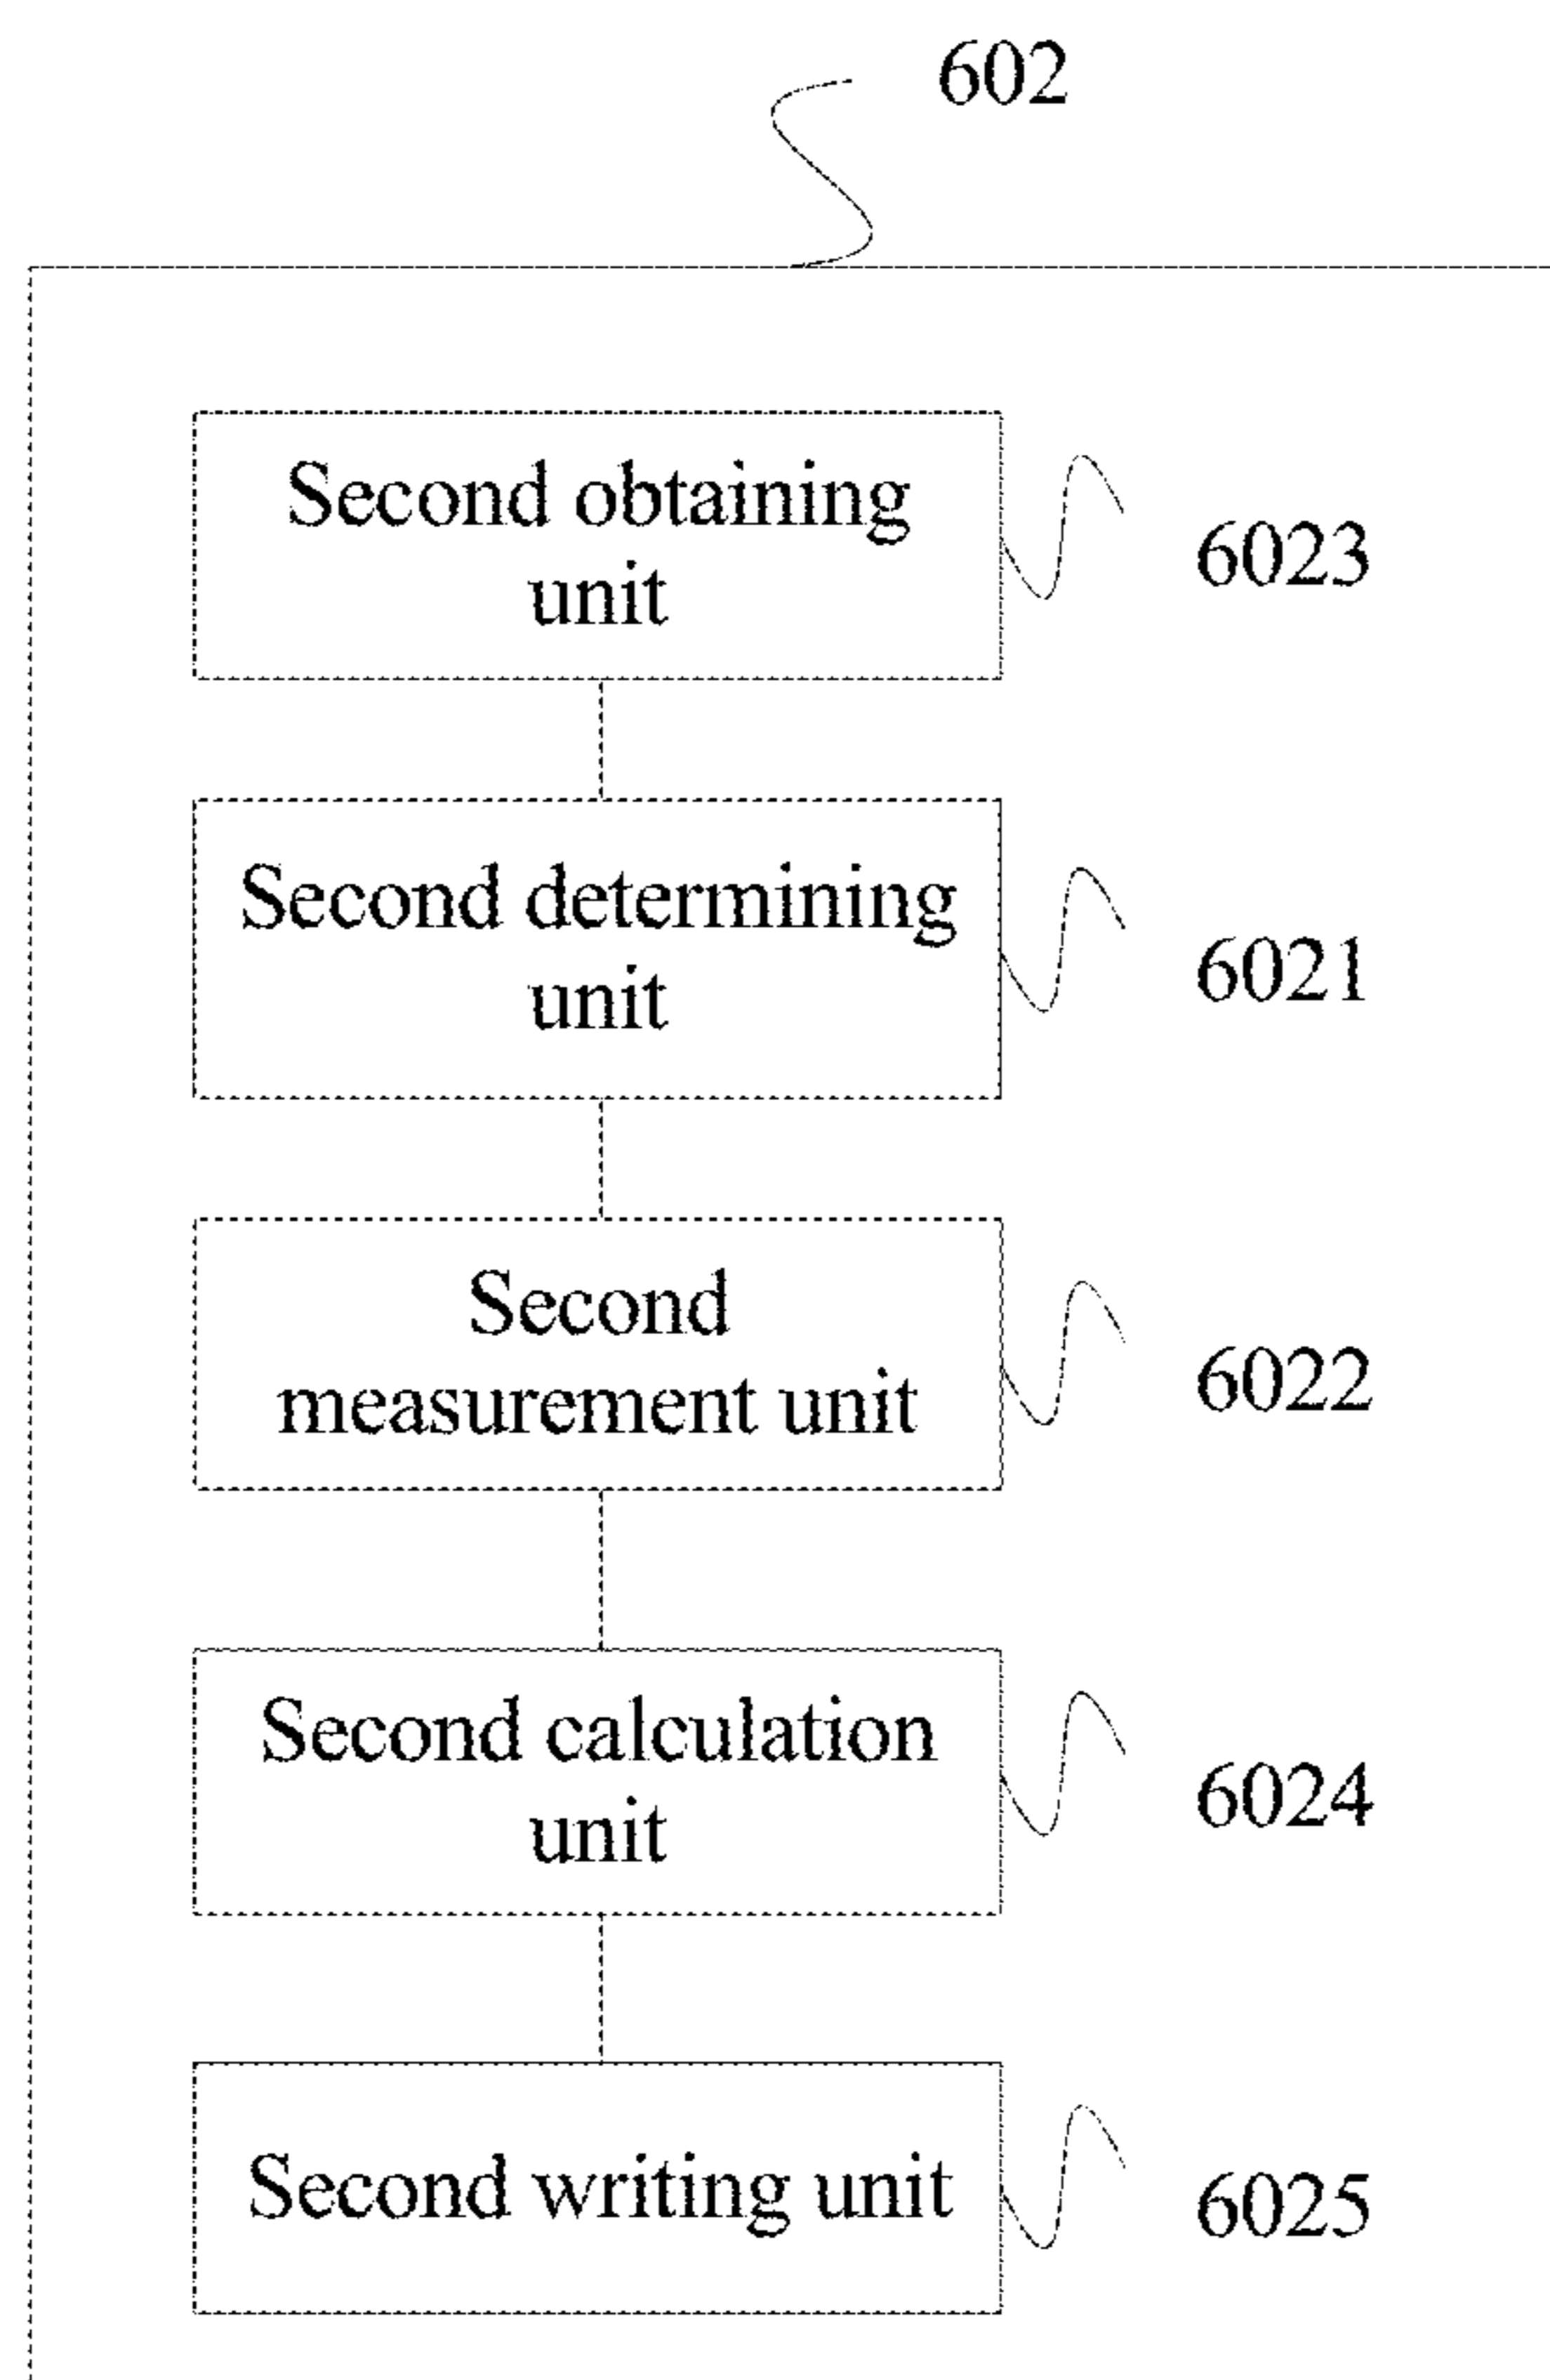 602
Second obtaining
unit
6023
Second determining
unit
6021
Second
measurement unit
6022
Second calculation
unit
6024
Second writing unit
6025